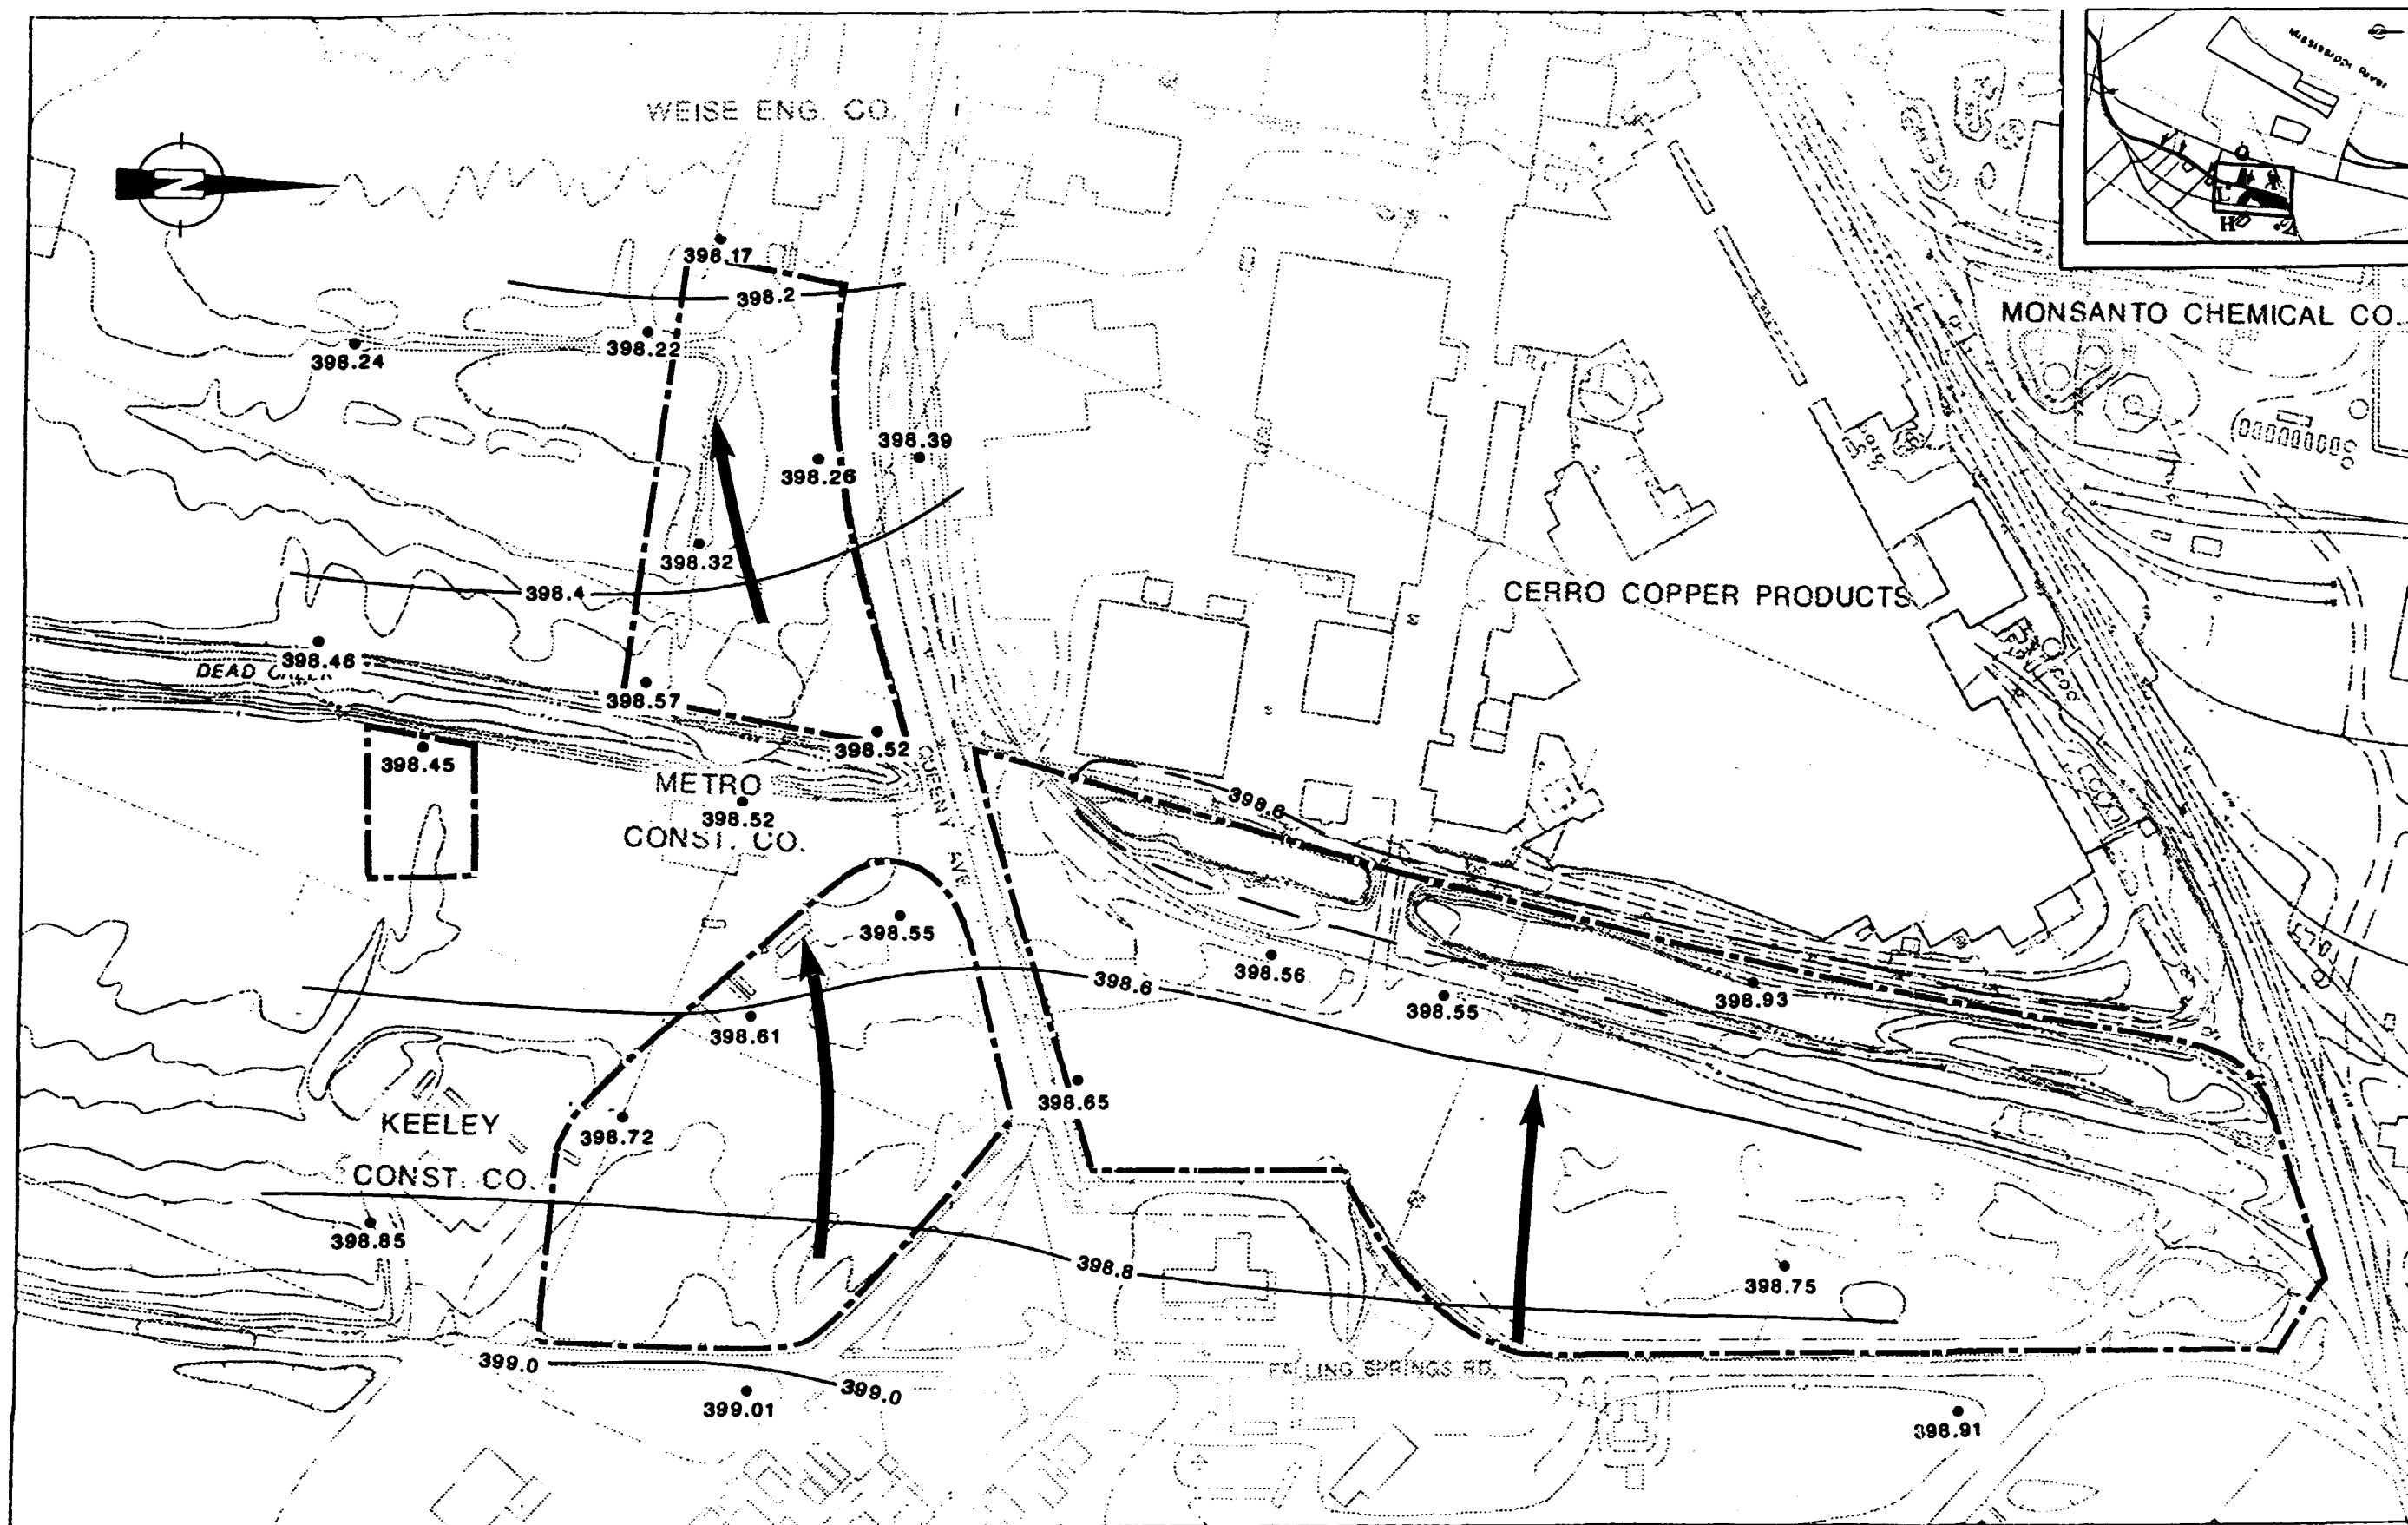 Mississippi River
WEISE ENG. CO.
N
398.17
398.2
MONSANTO CHEMICAL CO.
398.24
398.22
398.39
398.26
398.32
398.4
CERRO COPPER PRODUCTS
398.46
DEAD
398.57
398.52
398.45
METRO
398.52
CONST. CO.
QUEENY AVE
398.6
398.55
398.56
398.6
398.55
398.93
398.61
398.65
KEELEY
398.72
CONST. CO.
398.85
398.8
398.75
399.0
399.0
FALLING SPRINGS RD.
399.01
398.91
H
L